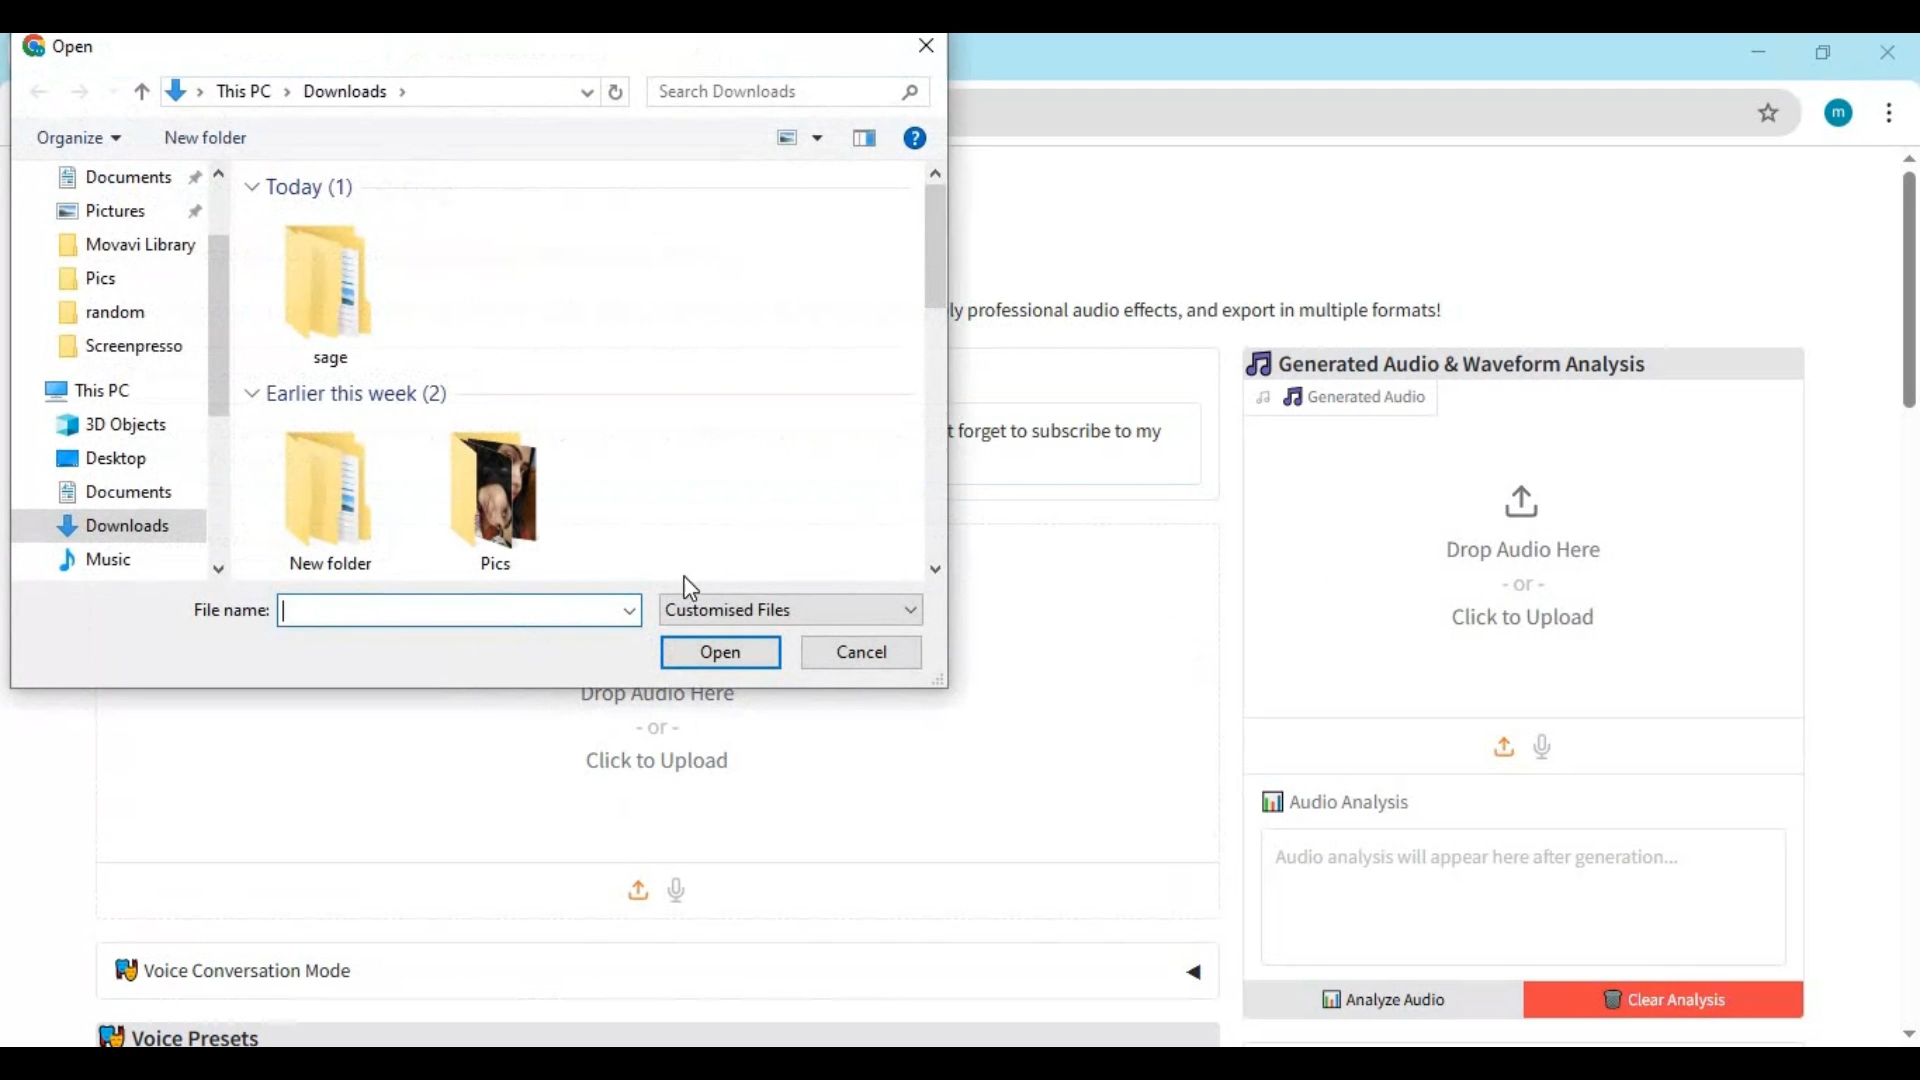 Open
This PC
Downloads
Search Downloads
Organize
New folder
Documents
Pictures
Movavi Library
Pics
random
Screenpresso
This PC
3D Objects
Desktop
Documents
Downloads
Music
Today (1)
sage
Earlier this week (2)
New folder
Pics
File name:
Customised Files
Open
Cancel
m
ly professional audio effects, and export in multiple formats!
t forget to subscribe to my
Drop Audio Here
- or -
Click to Upload
Voice Conversation Mode
Voice Presets
Generated Audio & Waveform Analysis
Generated Audio
Drop Audio Here
- or -
Click to Upload
Audio Analysis
Audio analysis will appear here after generation...
Analyze Audio
Clear Analysis